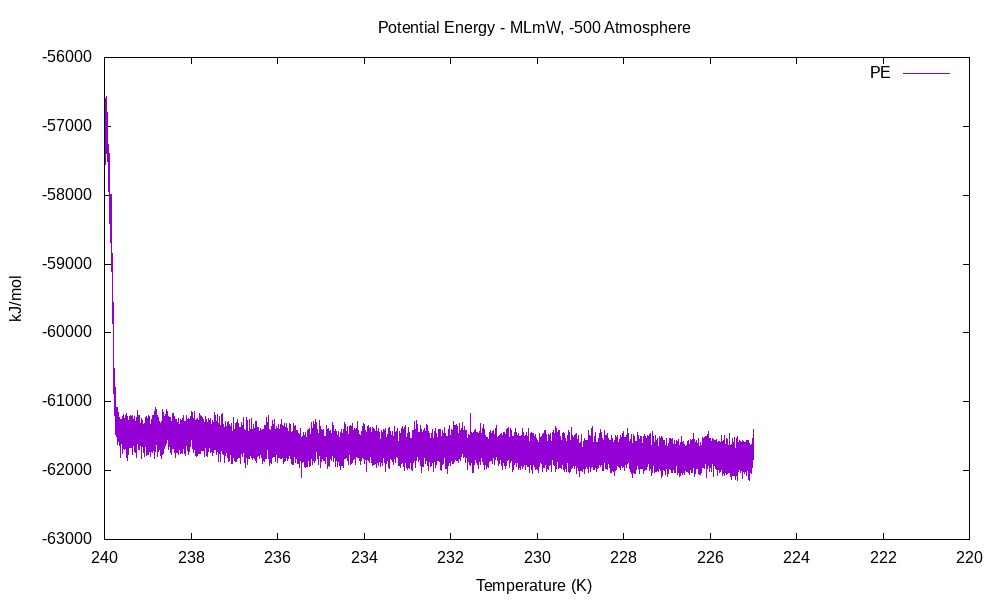 Potential Energy - MLmW, -500 Atmosphere
PE
-56000
-57000
-58000
-59000
-60000
-61000
-62000
-63000
kJ/mol
240 238 236 234 232 230 228 226 224 222 220
Temperature (K)